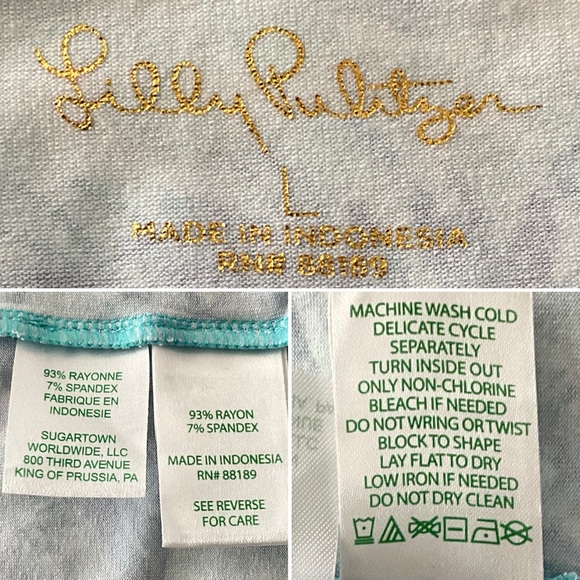 Lilly Pulitzer
L
MADE IN INDONESIA
RN# 88189
93% RAYONNE
7% SPANDEX
FABRIQUE EN
INDONESIE
SUGARTOWN
WORLDWIDE, LLC
800 THIRD AVENUE
KING OF PRUSSIA, PA
93% RAYON
7% SPANDEX
MADE IN INDONESIA
RN# 88189
SEE REVERSE
FOR CARE
MACHINE WASH COLD
DELICATE CYCLE
SEPARATELY
TURN INSIDE OUT
ONLY NON-CHLORINE
BLEACH IF NEEDED
DO NOT WRING OR TWIST
BLOCK TO SHAPE
LAY FLAT TO DRY
LOW IRON IF NEEDED
DO NOT DRY CLEAN